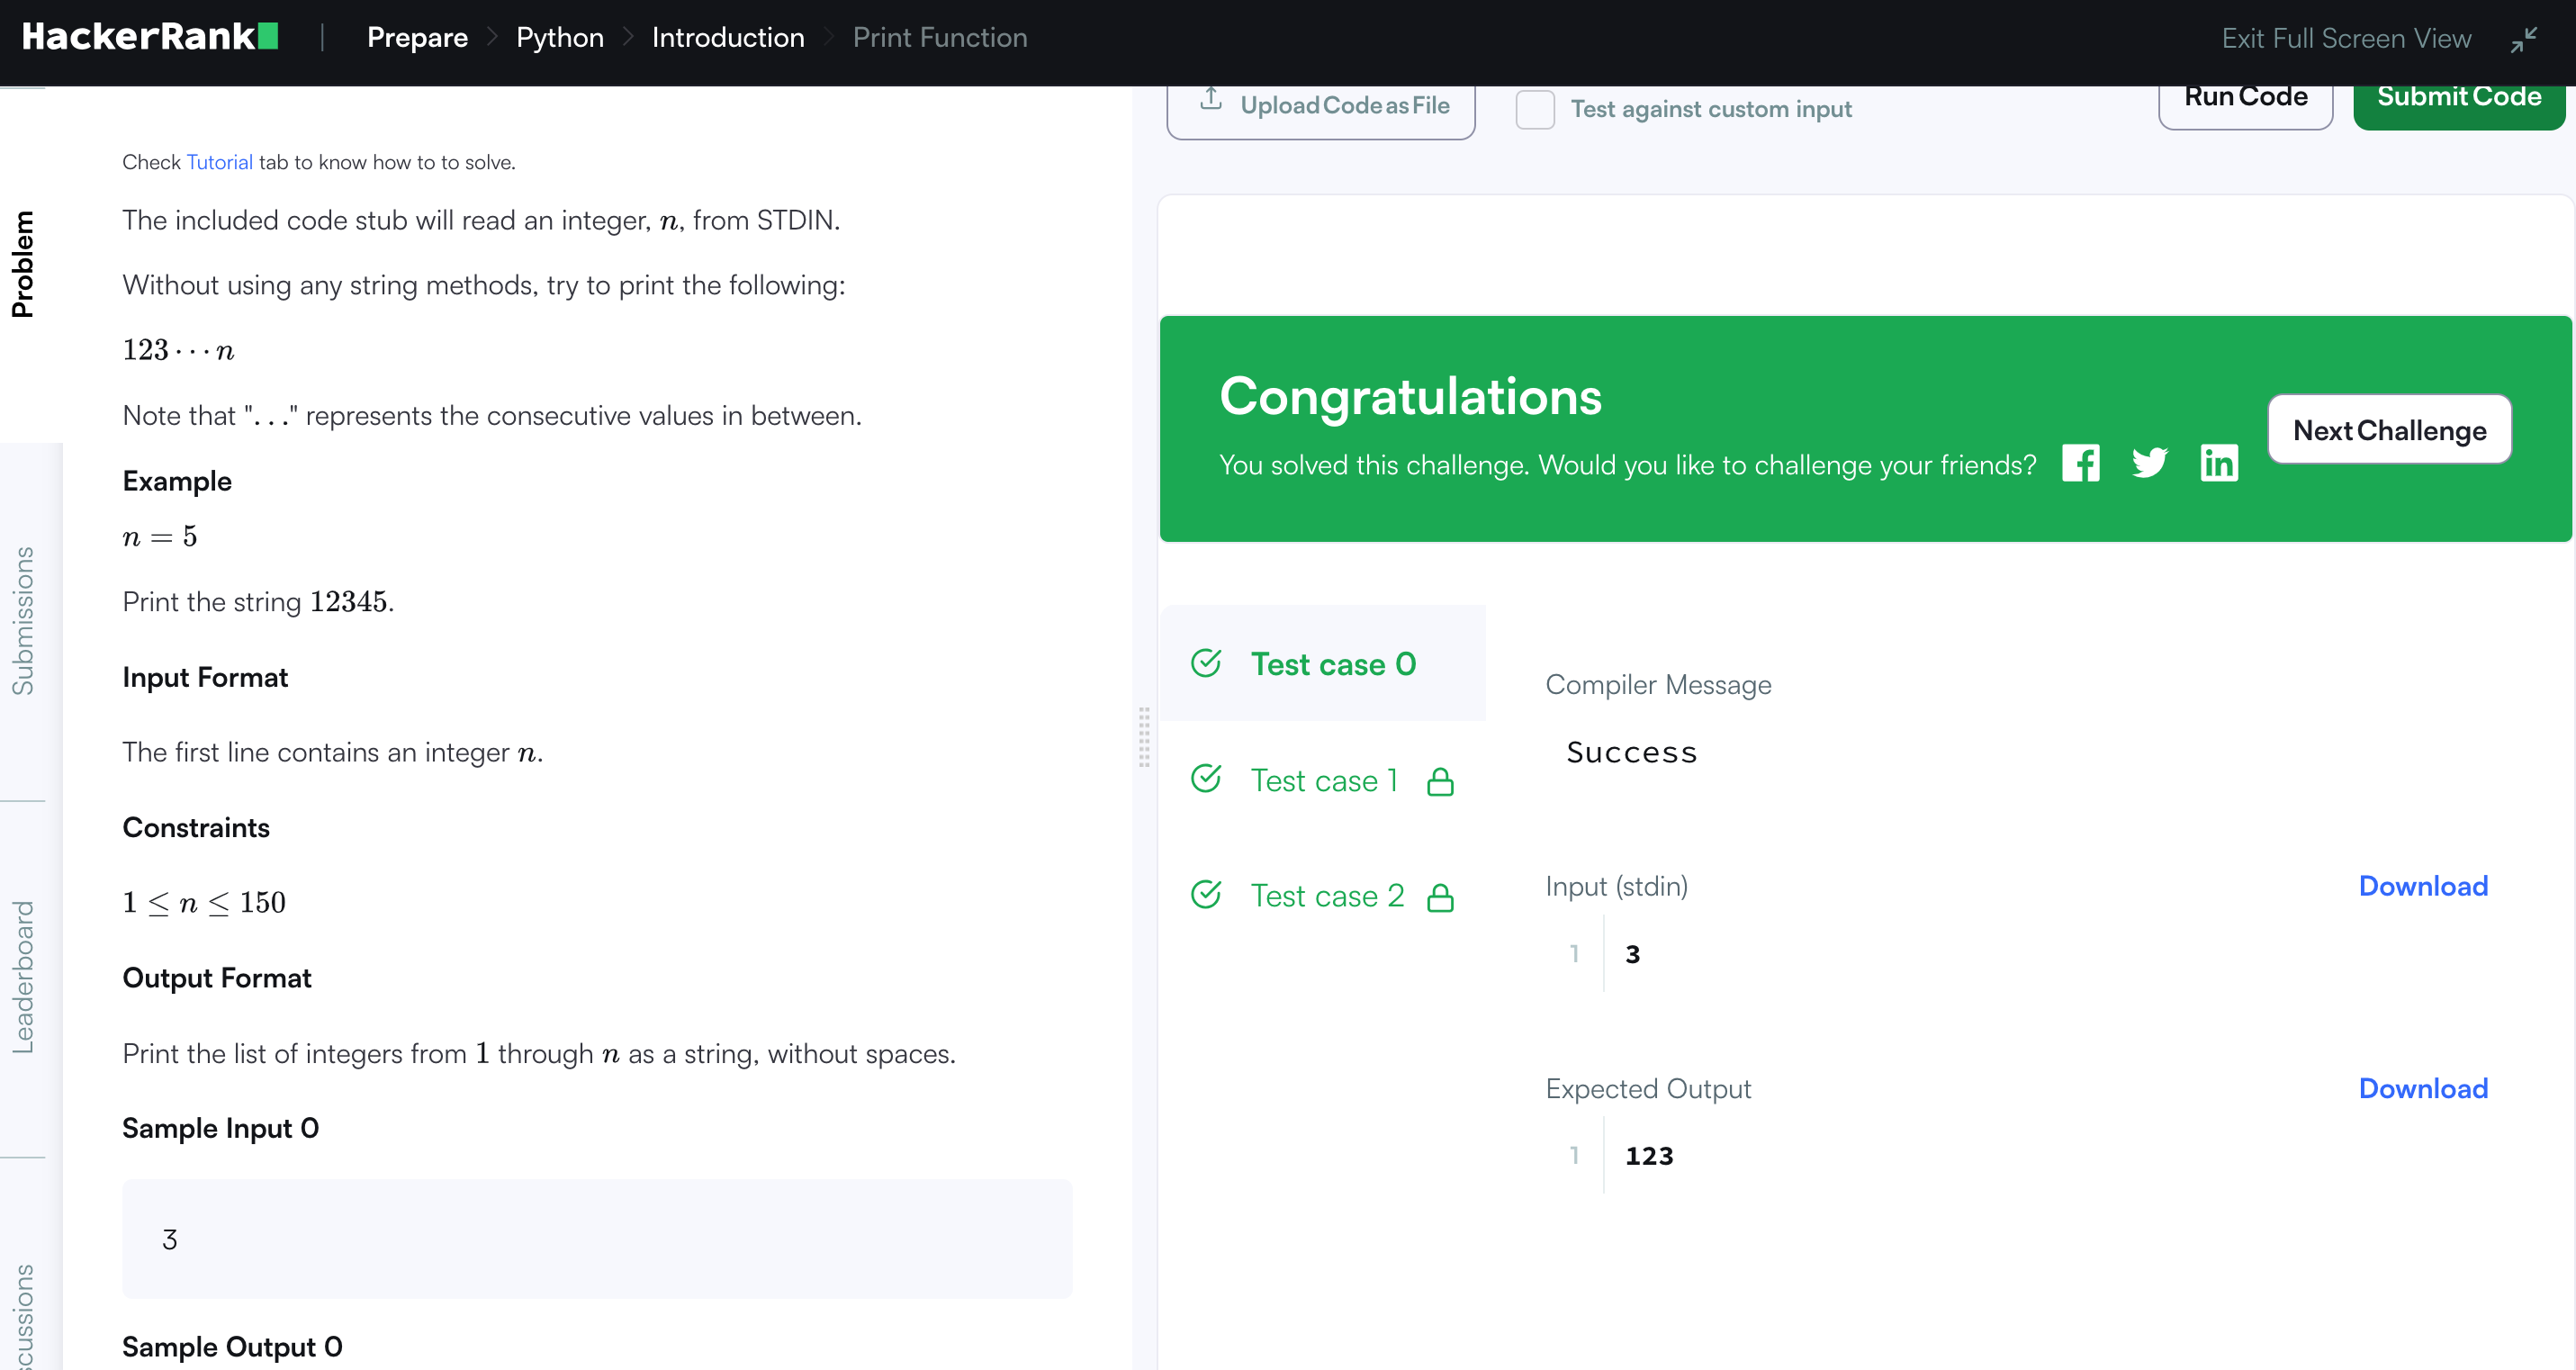 HackerRank
Prepare > Python > Introduction > Print Function
Exit Full Screen View
Problem
Submissions
Leaderboard
Check Tutorial tab to know how to to solve.
The included code stub will read an integer, n, from STDIN.
Without using any string methods, try to print the following:
123 ⋯ n
Note that "..." represents the consecutive values in between.
Example
n = 5
Print the string 12345.
Input Format
The first line contains an integer n.
Constraints
1 ≤ n ≤ 150
Output Format
Print the list of integers from 1 through n as a string, without spaces.
Sample Input 0
3
Sample Output 0
Upload Code as File
Test against custom input
Run Code
Submit Code
Congratulations
You solved this challenge. Would you like to challenge your friends?
Next Challenge
Test case 0
Test case 1
Test case 2
Compiler Message
Success
Input (stdin)
Download
1 3
Expected Output
Download
1 123